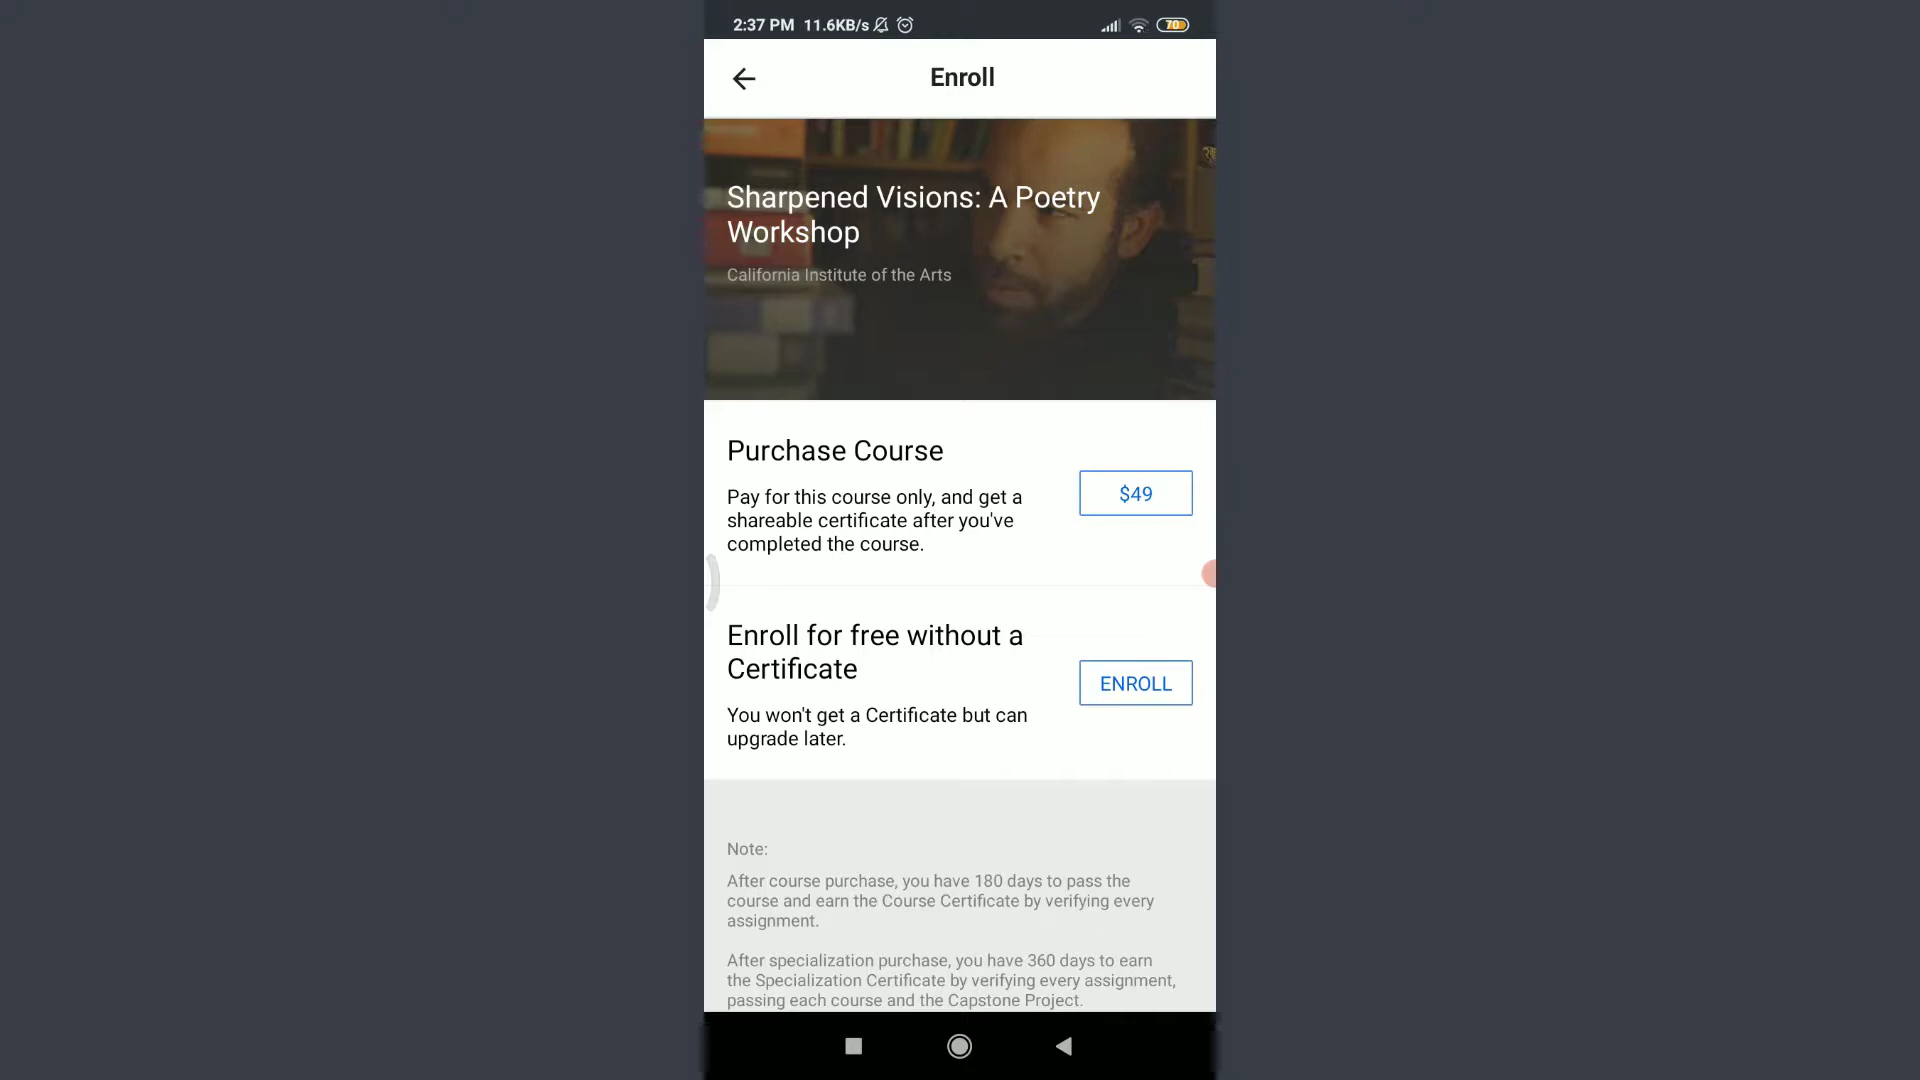 2:37 PM 11.6KB/s 70
Enroll
Sharpened Visions: A Poetry
Workshop
California Institute of the Arts
Purchase Course
Pay for this course only, and get a
shareable certificate after you've
completed the course.
$49
Enroll for free without a
Certificate
You won't get a Certificate but can
upgrade later.
ENROLL
Note:
After course purchase, you have 180 days to pass the
course and earn the Course Certificate by verifying every
assignment.
After specialization purchase, you have 360 days to earn
the Specialization Certificate by verifying every assignment,
passing each course and the Capstone Project.